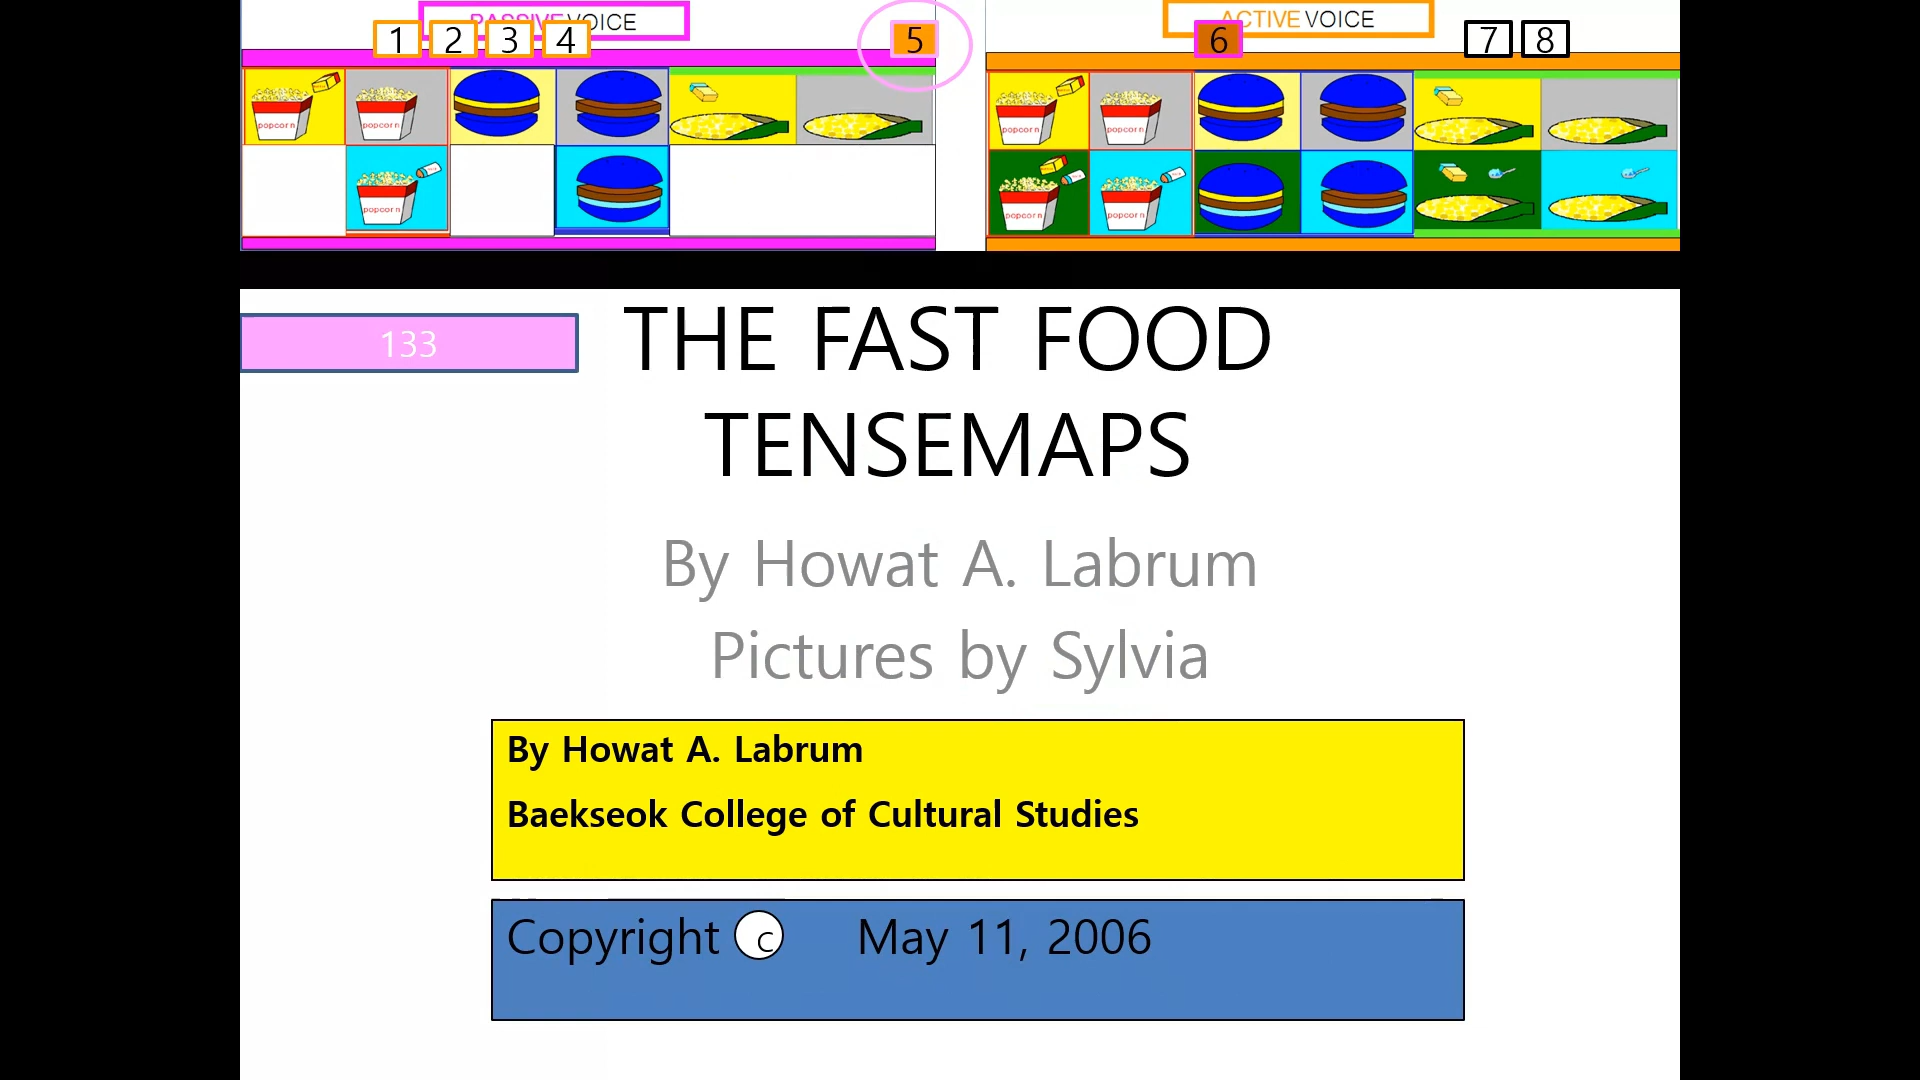 PASSIVE VOICE
ACTIVE VOICE
1 2 3 4 5 6 7 8
popcorn popcorn popcorn popcorn
popcorn popcorn popcorn
133
THE FAST FOOD
TENSEMAPS
By Howat A. Labrum
Pictures by Sylvia
By Howat A. Labrum
Baekseok College of Cultural Studies
Copyright c May 11, 2006